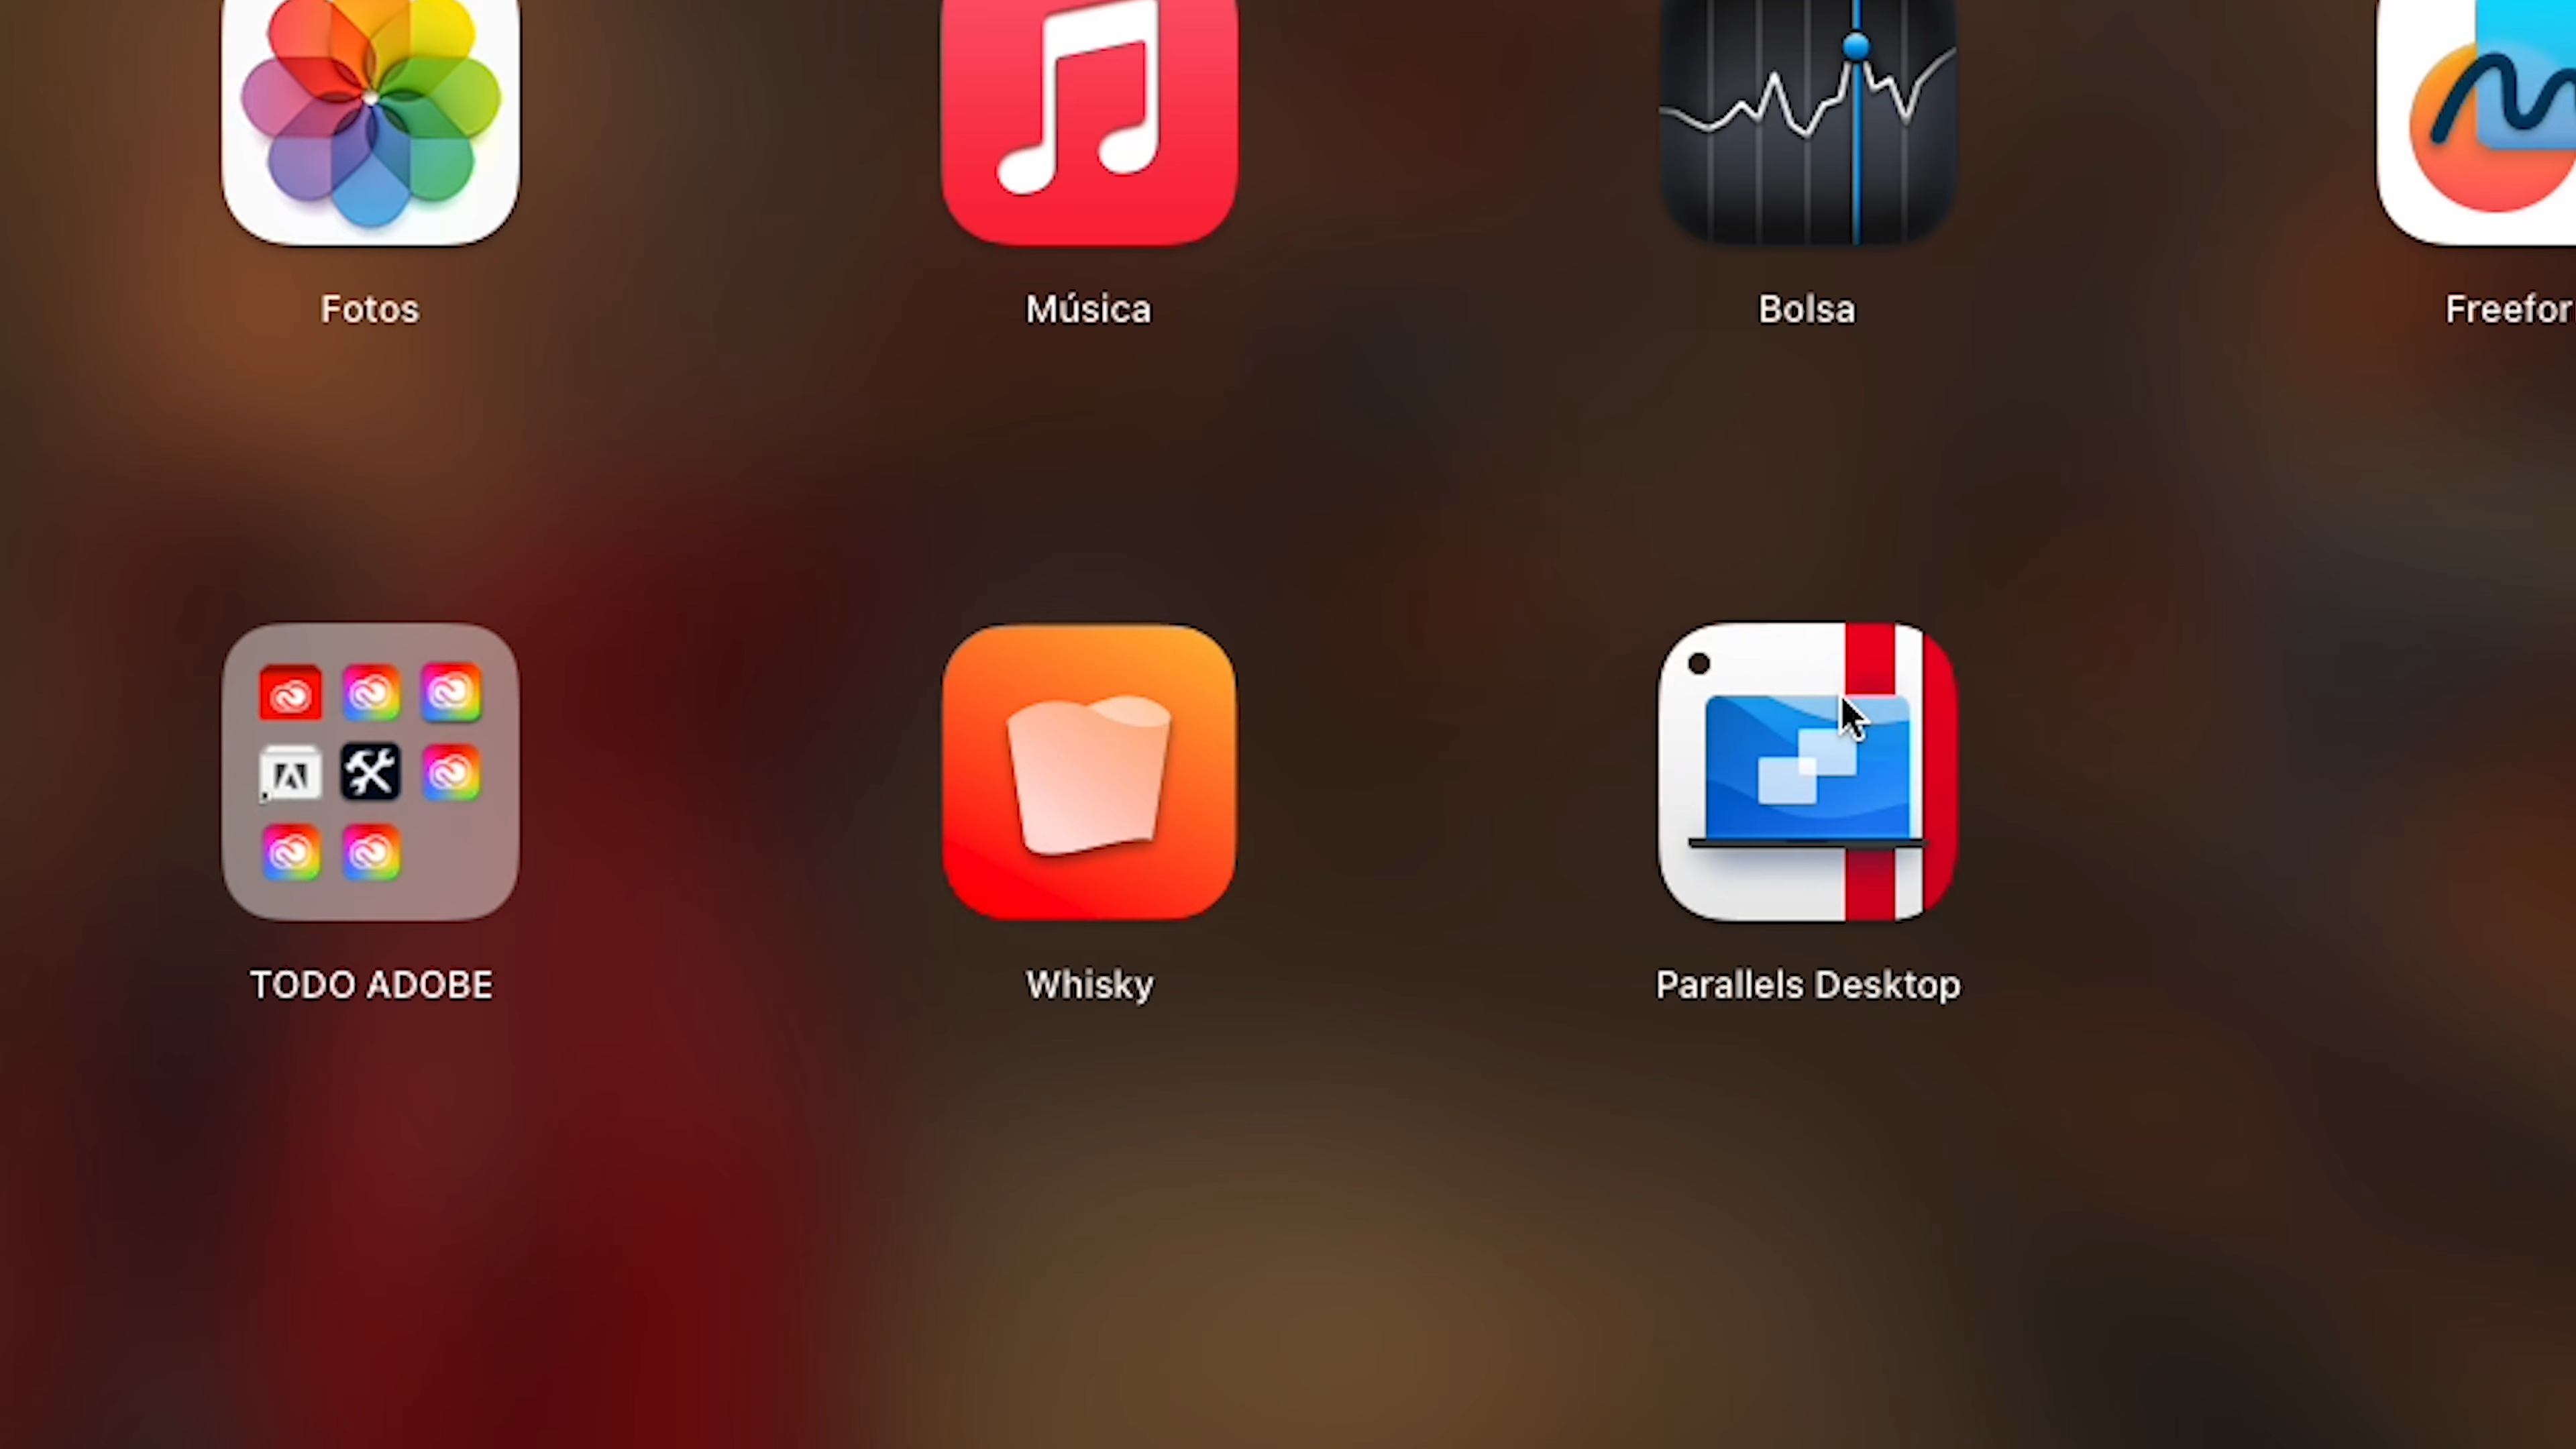 Fotos
Música
Bolsa
Freefor
TODO ADOBE
Whisky
Parallels Desktop